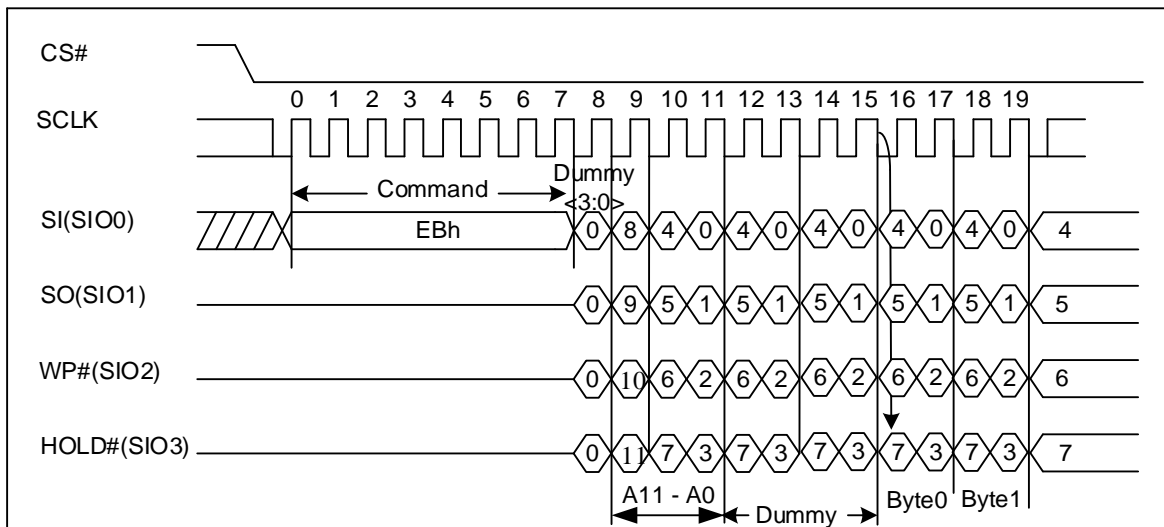 CS#
0 1 2 3 4 5 6 7 8 9 10 11 12 13 14 15 16 17 18 19
SCLK
Command
Dummy
<3:0>
SI(SIO0) EBh 0 8 4 0 4 0 4 0 4 0 4 0 4
SO(SIO1) 0 9 5 1 5 1 5 1 5 1 5 1 5
WP#(SIO2) 0 10 6 2 6 2 6 2 6 2 6 2 6
HOLD#(SIO3) 0 11 7 3 7 3 7 3 7 3 7 3 7
A11 - A0 Dummy Byte0 Byte1